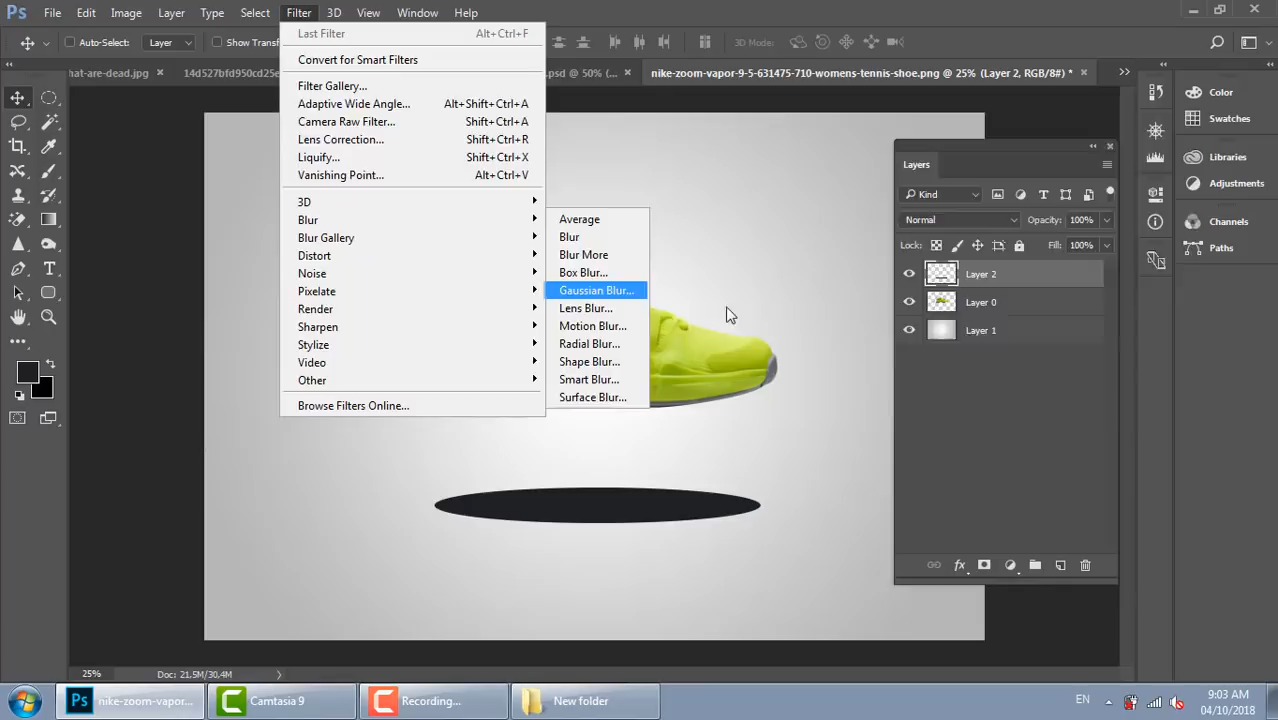 Ps File Edit Image Layer Type Select Filter 3D View Window Help
Auto-Select: Layer Show Transf 3D Mode:
hat-are-dead.jpg 14d527bfd950cd25e .psd @ 50% ( nike-zoom-vapor-9-5-631475-710-womens-tennis-shoe.png @ 25% (Layer 2, RGB/8#) *
Last Filter Alt+Ctrl+F
Convert for Smart Filters
Filter Gallery...
Adaptive Wide Angle... Alt+Shift+Ctrl+A
Camera Raw Filter... Shift+Ctrl+A
Lens Correction... Shift+Ctrl+R
Liquify... Shift+Ctrl+X
Vanishing Point... Alt+Ctrl+V
3D
Blur
Blur Gallery
Distort
Noise
Pixelate
Render
Sharpen
Stylize
Video
Other
Browse Filters Online...
Average
Blur
Blur More
Box Blur...
Gaussian Blur...
Lens Blur...
Motion Blur...
Radial Blur...
Shape Blur...
Smart Blur...
Surface Blur...
Layers
Kind
Normal Opacity: 100%
Lock: Fill: 100%
Layer 2
Layer 0
Layer 1
fx
Color
Swatches
Libraries
Adjustments
Channels
Paths
25% Doc: 21,5M/30,4M
Ps nike-zoom-vapor... Camtasia 9 Recording... New folder EN 9:03 AM
04/10/2018